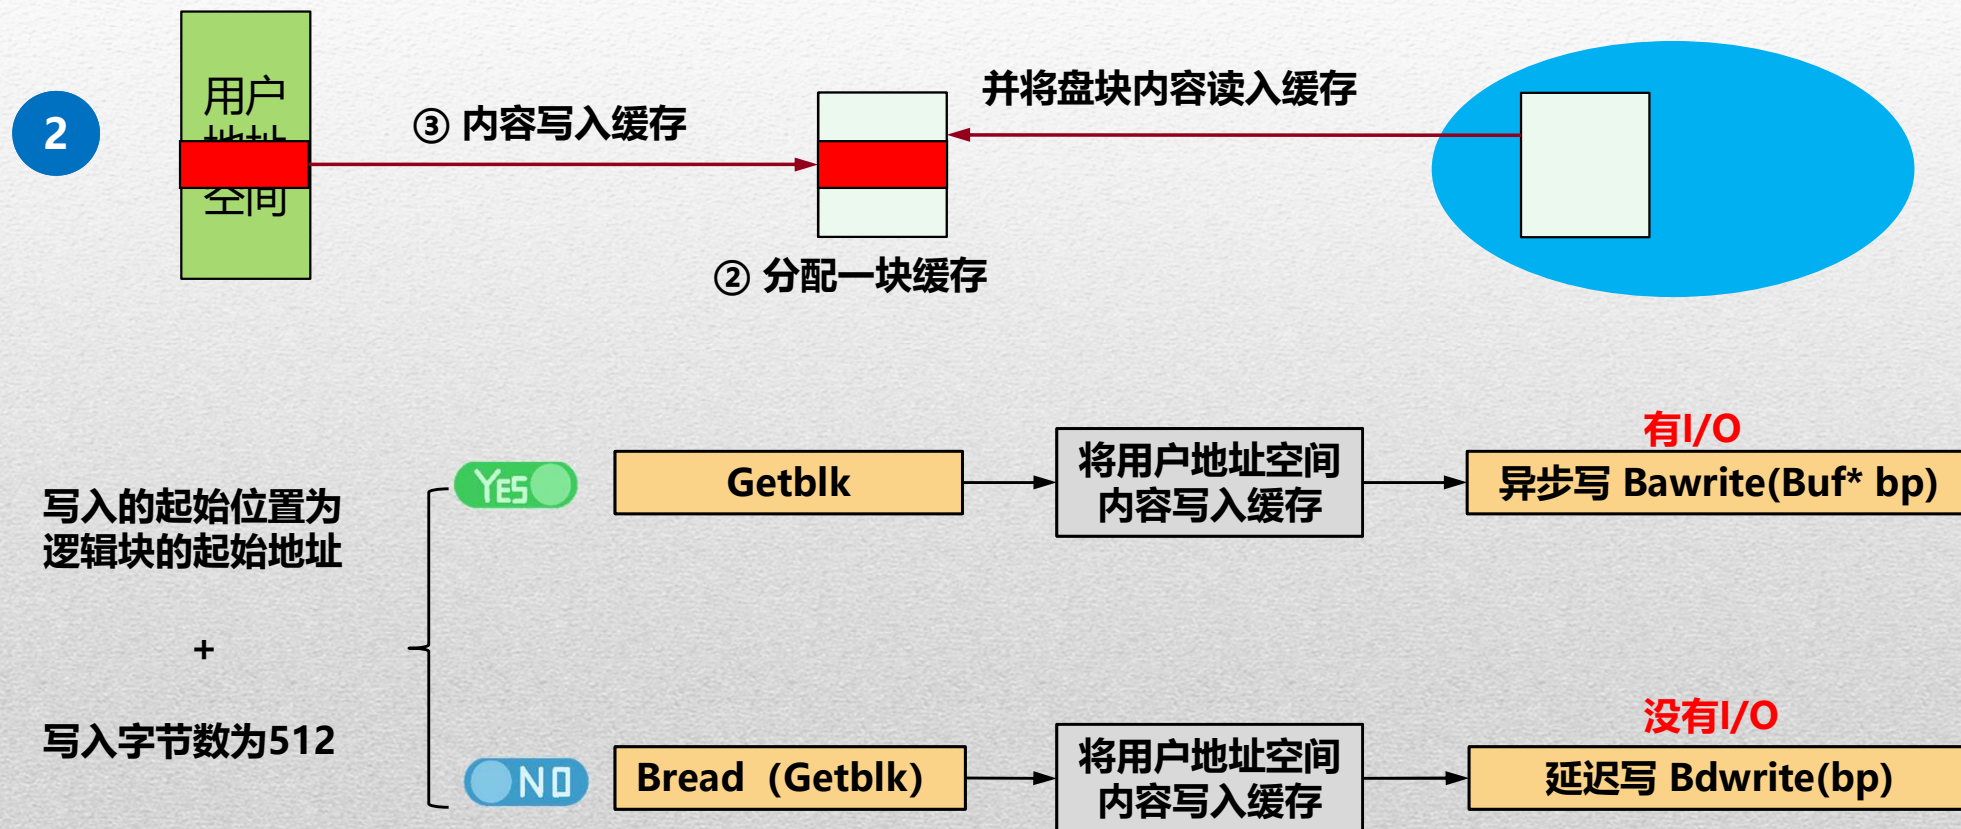 2
用户
地址
空间
③ 内容写入缓存
并将盘块内容读入缓存
② 分配一块缓存
写入的起始位置为
逻辑块的起始地址
+
写入字节数为512
YES
Getblk
将用户地址空间
内容写入缓存
有I/O
异步写 Bawrite(Buf* bp)
NO
Bread（Getblk）
将用户地址空间
内容写入缓存
没有I/O
延迟写 Bdwrite(bp)